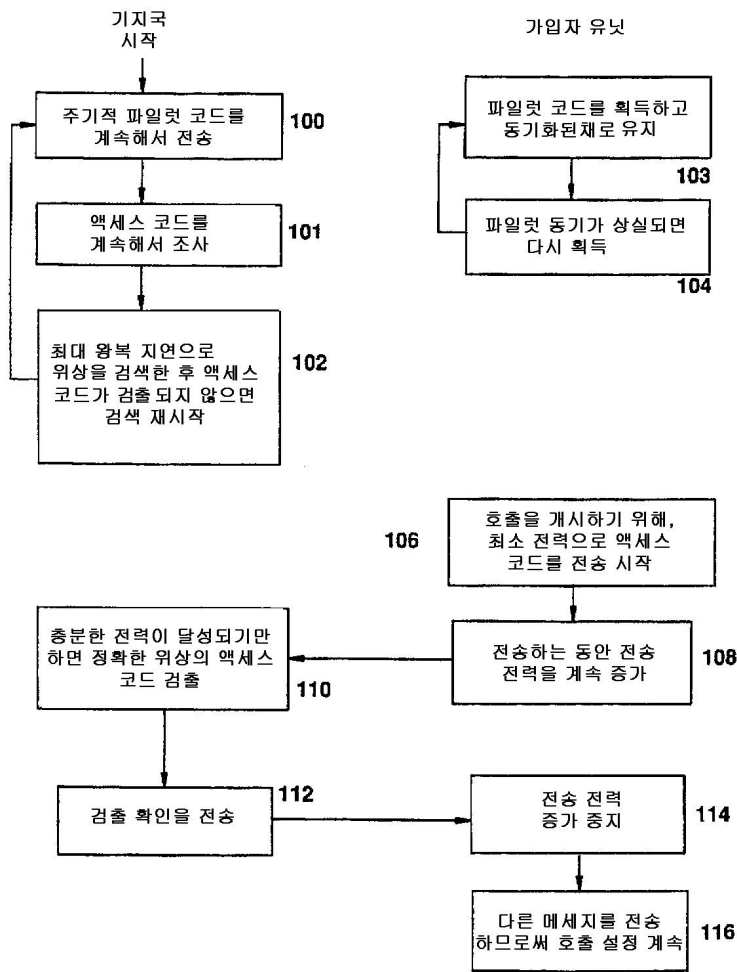 기지국
시작
가입자 유닛
주기적 파일럿 코드를
계속해서 전송
100
파일럿 코드를 획득하고
동기화된채로 유지
103
액세스 코드를
계속해서 조사
101
파일럿 동기가 상실되면
다시 획득
104
최대 왕복 지연으로
위상을 검색한 후 액세스
코드가 검출되지 않으면
검색 재시작
102
호출을 개시하기 위해,
최소 전력으로 액세스
코드를 전송 시작
106
전송하는 동안 전송
전력을 계속 증가
108
충분한 전력이 달성되기만
하면 정확한 위상의 액세스
코드 검출
110
검출 확인을 전송
112
전송 전력
증가 중지
114
다른 메세지를 전송
하므로써 호출 설정 계속
116